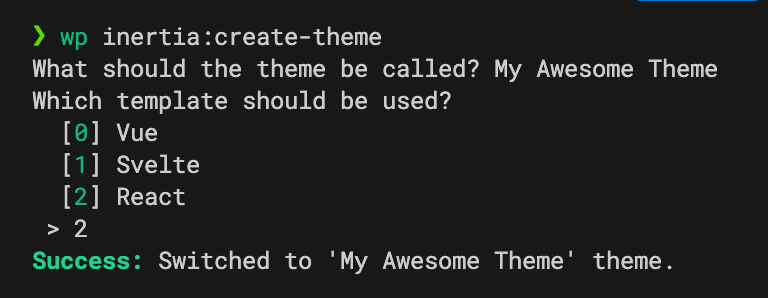 ❯ wp inertia:create-theme
What should the theme be called? My Awesome Theme
Which template should be used?
[0] Vue
[1] Svelte
[2] React
> 2
Success: Switched to 'My Awesome Theme' theme.